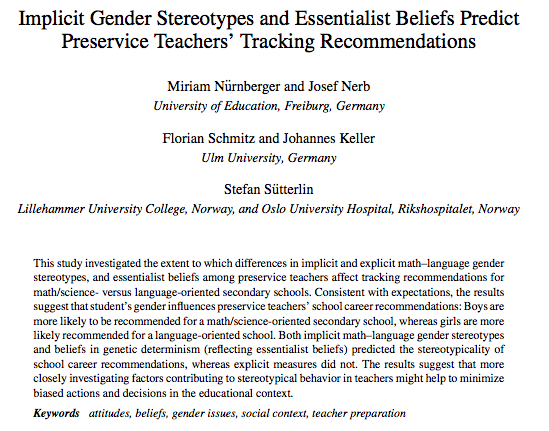 Implicit Gender Stereotypes and Essentialist Beliefs Predict
Preservice Teachers’ Tracking Recommendations
Miriam Nürnberger and Josef Nerb
University of Education, Freiburg, Germany
Florian Schmitz and Johannes Keller
Ulm University, Germany
Stefan Sütterlin
Lillehammer University College, Norway, and Oslo University Hospital, Rikshospitalet, Norway
This study investigated the extent to which differences in implicit and explicit math–language gender
stereotypes, and essentialist beliefs among preservice teachers affect tracking recommendations for
math/science- versus language-oriented secondary schools. Consistent with expectations, the results
suggest that student’s gender influences preservice teachers’ school career recommendations: Boys are
more likely to be recommended for a math/science-oriented secondary school, whereas girls are more
likely recommended for a language-oriented school. Both implicit math–language gender stereotypes
and beliefs in genetic determinism (reflecting essentialist beliefs) predicted the stereotypicality of
school career recommendations, whereas explicit measures did not. The results suggest that more
closely investigating factors contributing to stereotypical behavior in teachers might help to minimize
biased actions and decisions in the educational context.
Keywords attitudes, beliefs, gender issues, social context, teacher preparation